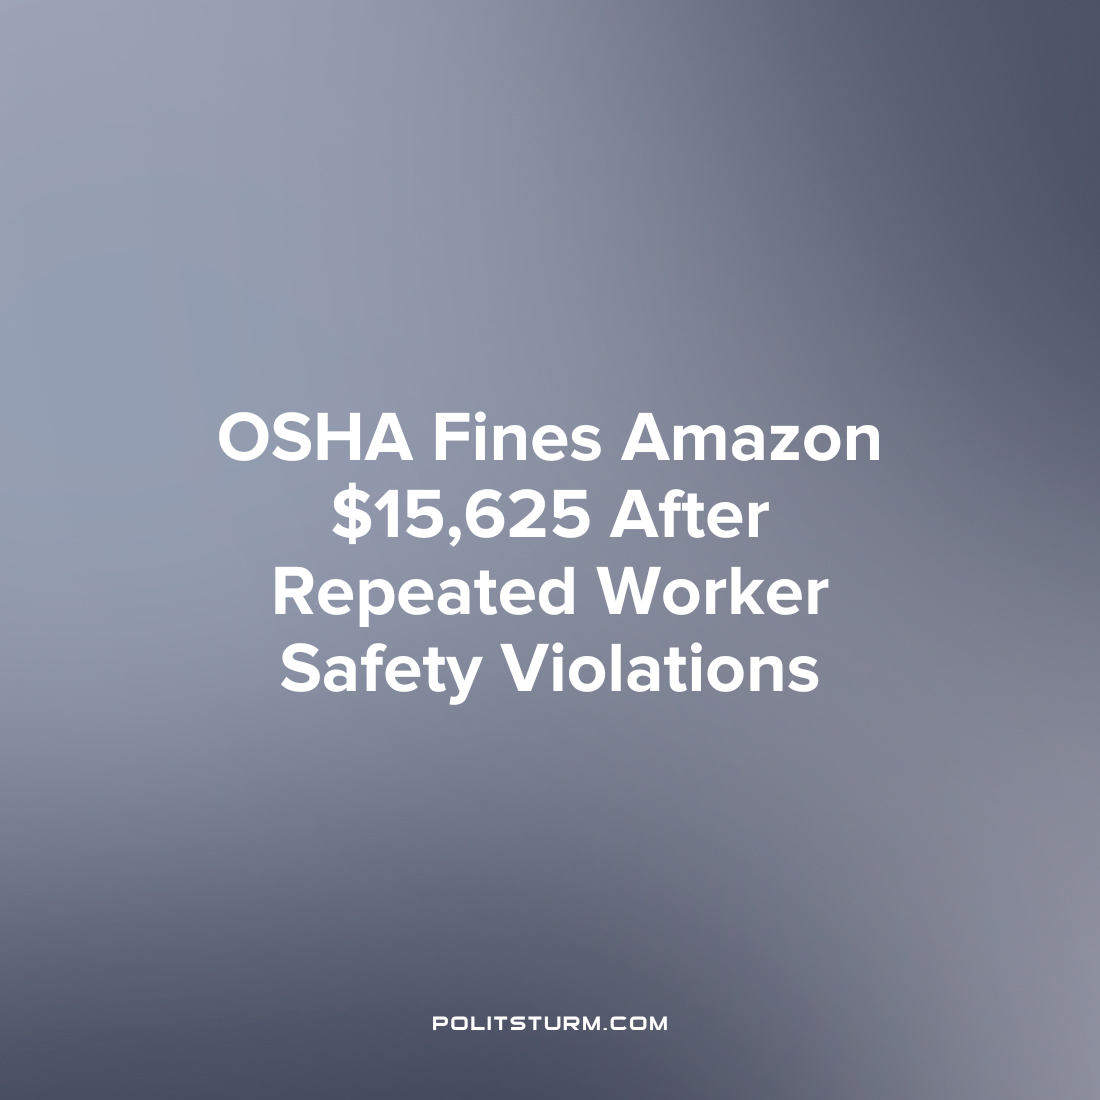 OSHA Fines Amazon
$15,625 After
Repeated Worker
Safety Violations
POLITSTURM.COM